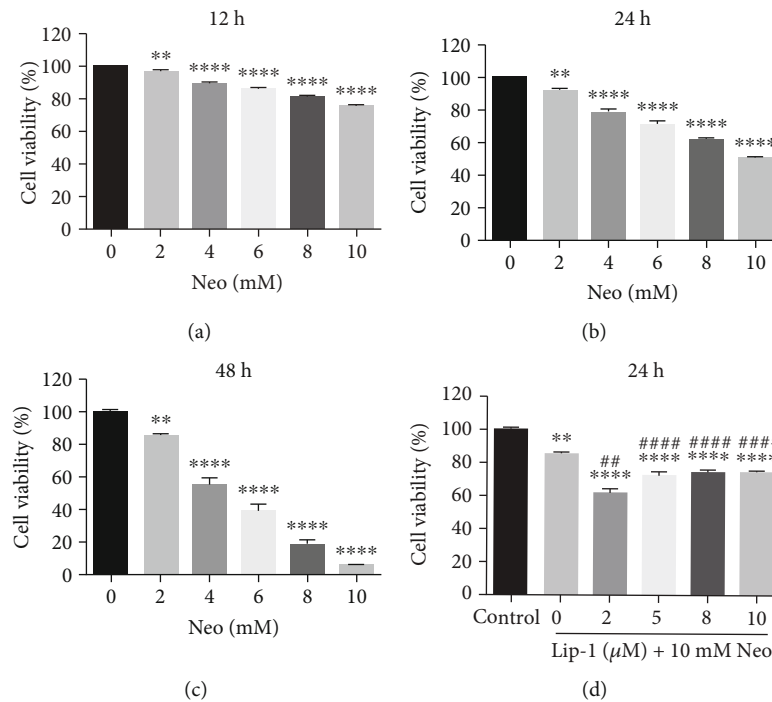 12 h
Cell viability (%)
120
100
80
60
40
20
0
** **** **** **** ****
0 2 4 6 8 10
Neo (mM)
(a)
24 h
Cell viability (%)
120
100
80
60
40
20
0
** **** **** **** ****
0 2 4 6 8 10
Neo (mM)
(b)
48 h
Cell viability (%)
120
100
80
60
40
20
0
** **** **** **** ****
0 2 4 6 8 10
Neo (mM)
(c)
24 h
Cell viability (%)
120
100
80
60
40
20
0
## #### #### ####
** **** **** **** ****
Control 0 2 5 8 10
Lip-1 (μM) + 10 mM Neo
(d)